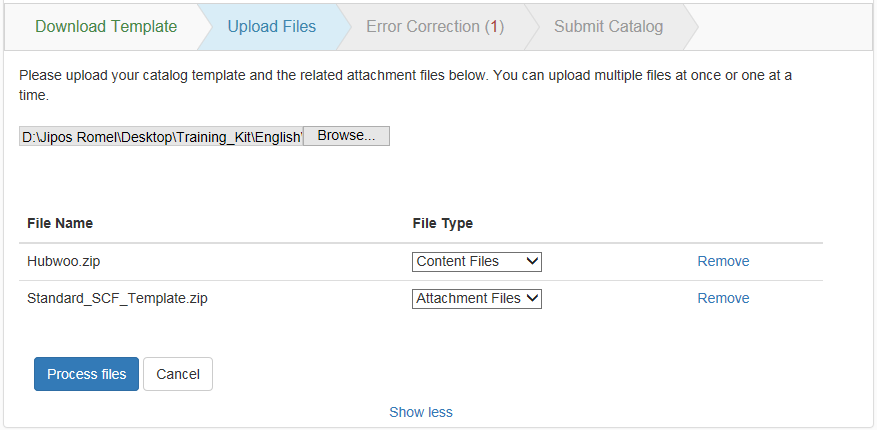 Download Template Upload Files Error Correction (1) Submit Catalog
Please upload your catalog template and the related attachment files below. You can upload multiple files at once or one at a
time.
D:\Jipos Romel\Desktop\Training_Kit\English\ Browse...
File Name File Type
Hubwoo.zip Content Files Remove
Standard_SCF_Template.zip Attachment Files Remove
Process files Cancel
Show less